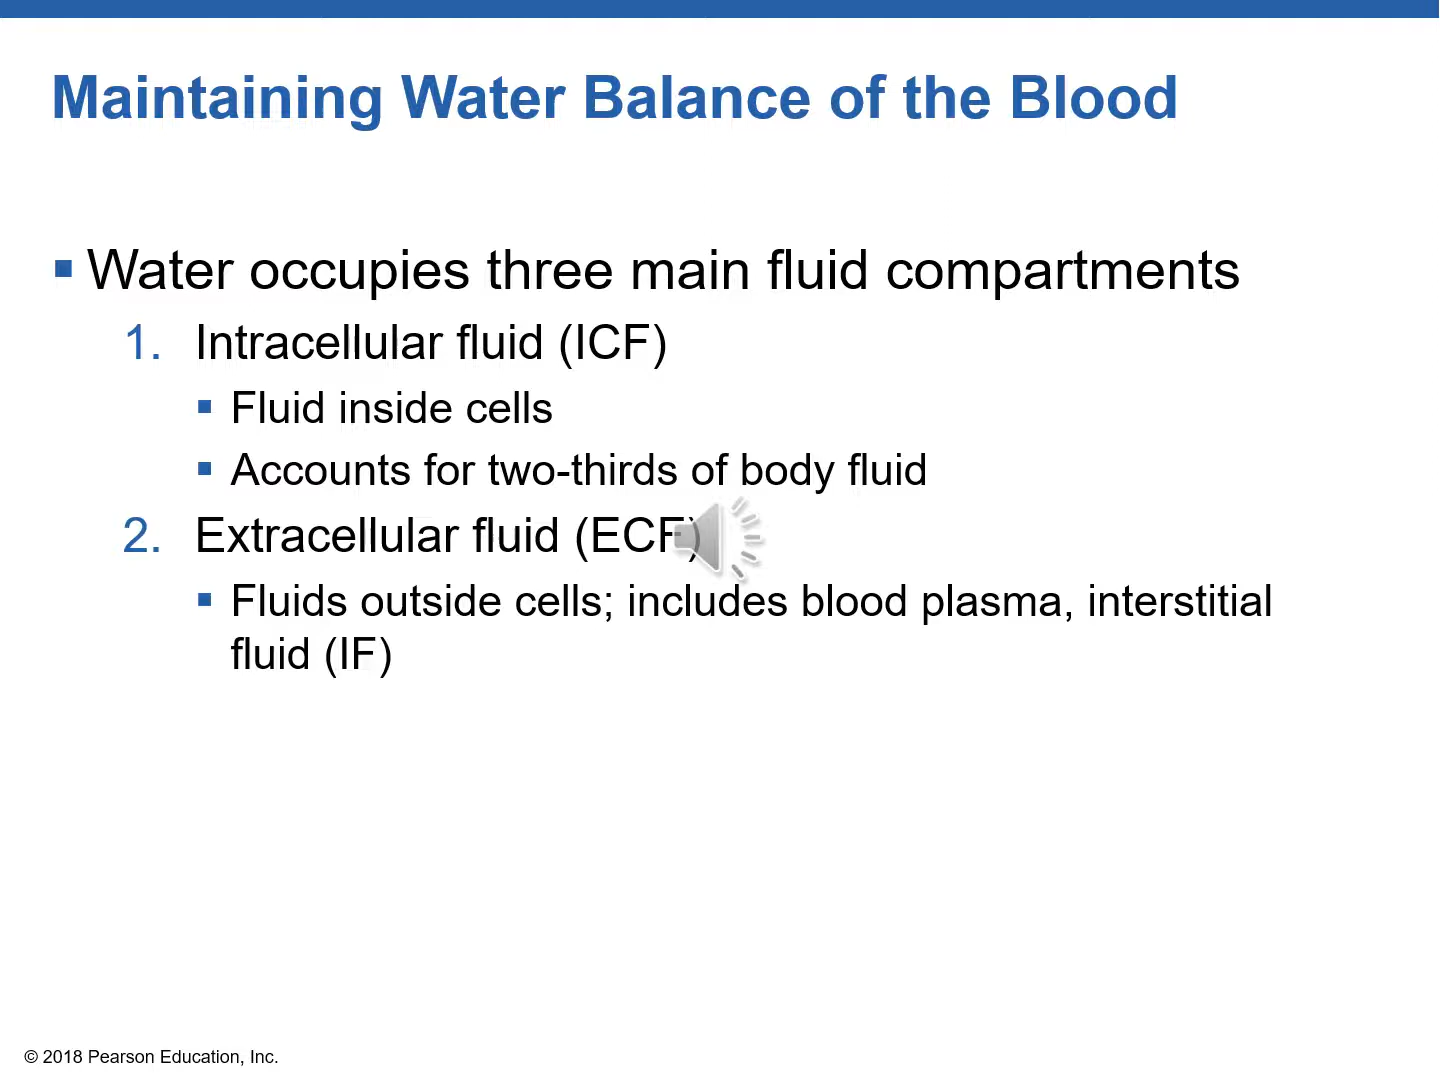 Maintaining Water Balance of the Blood
Water occupies three main fluid compartments
1. Intracellular fluid (ICF)
Fluid inside cells
Accounts for two-thirds of body fluid
2. Extracellular fluid (ECF)
Fluids outside cells; includes blood plasma, interstitial
fluid (IF)
© 2018 Pearson Education, Inc.